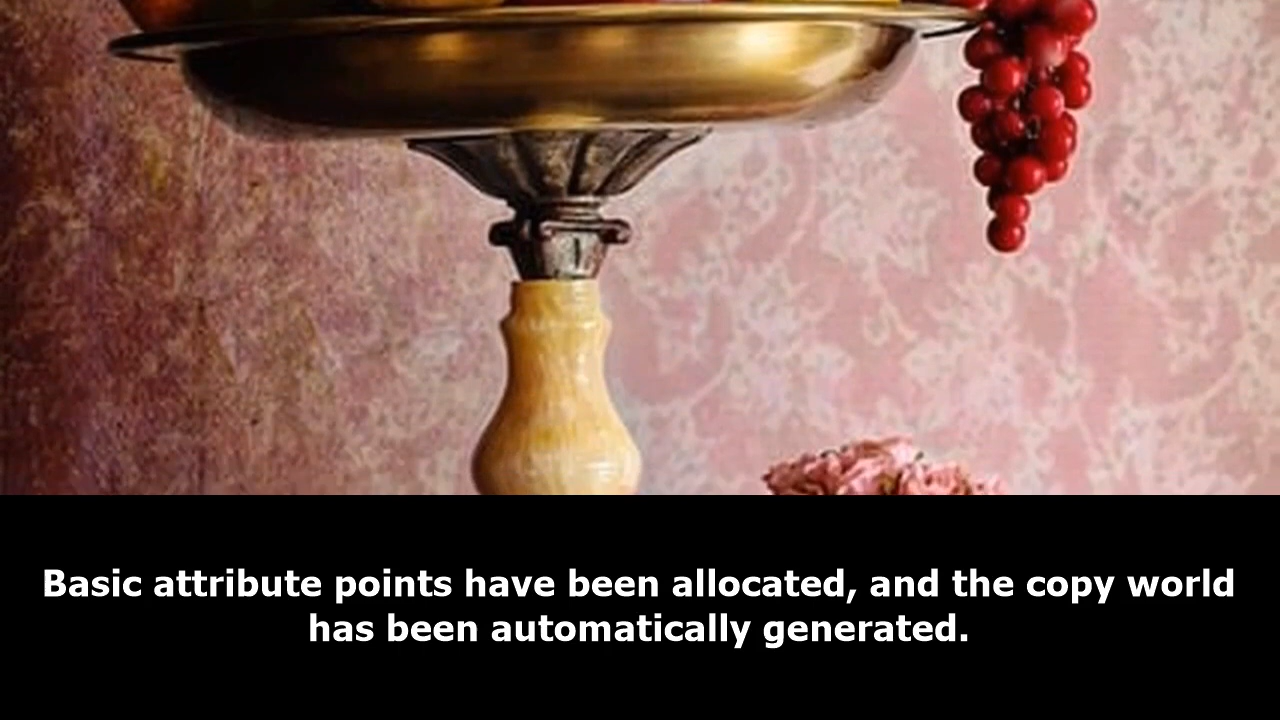 Basic attribute points have been allocated, and the copy world
has been automatically generated.